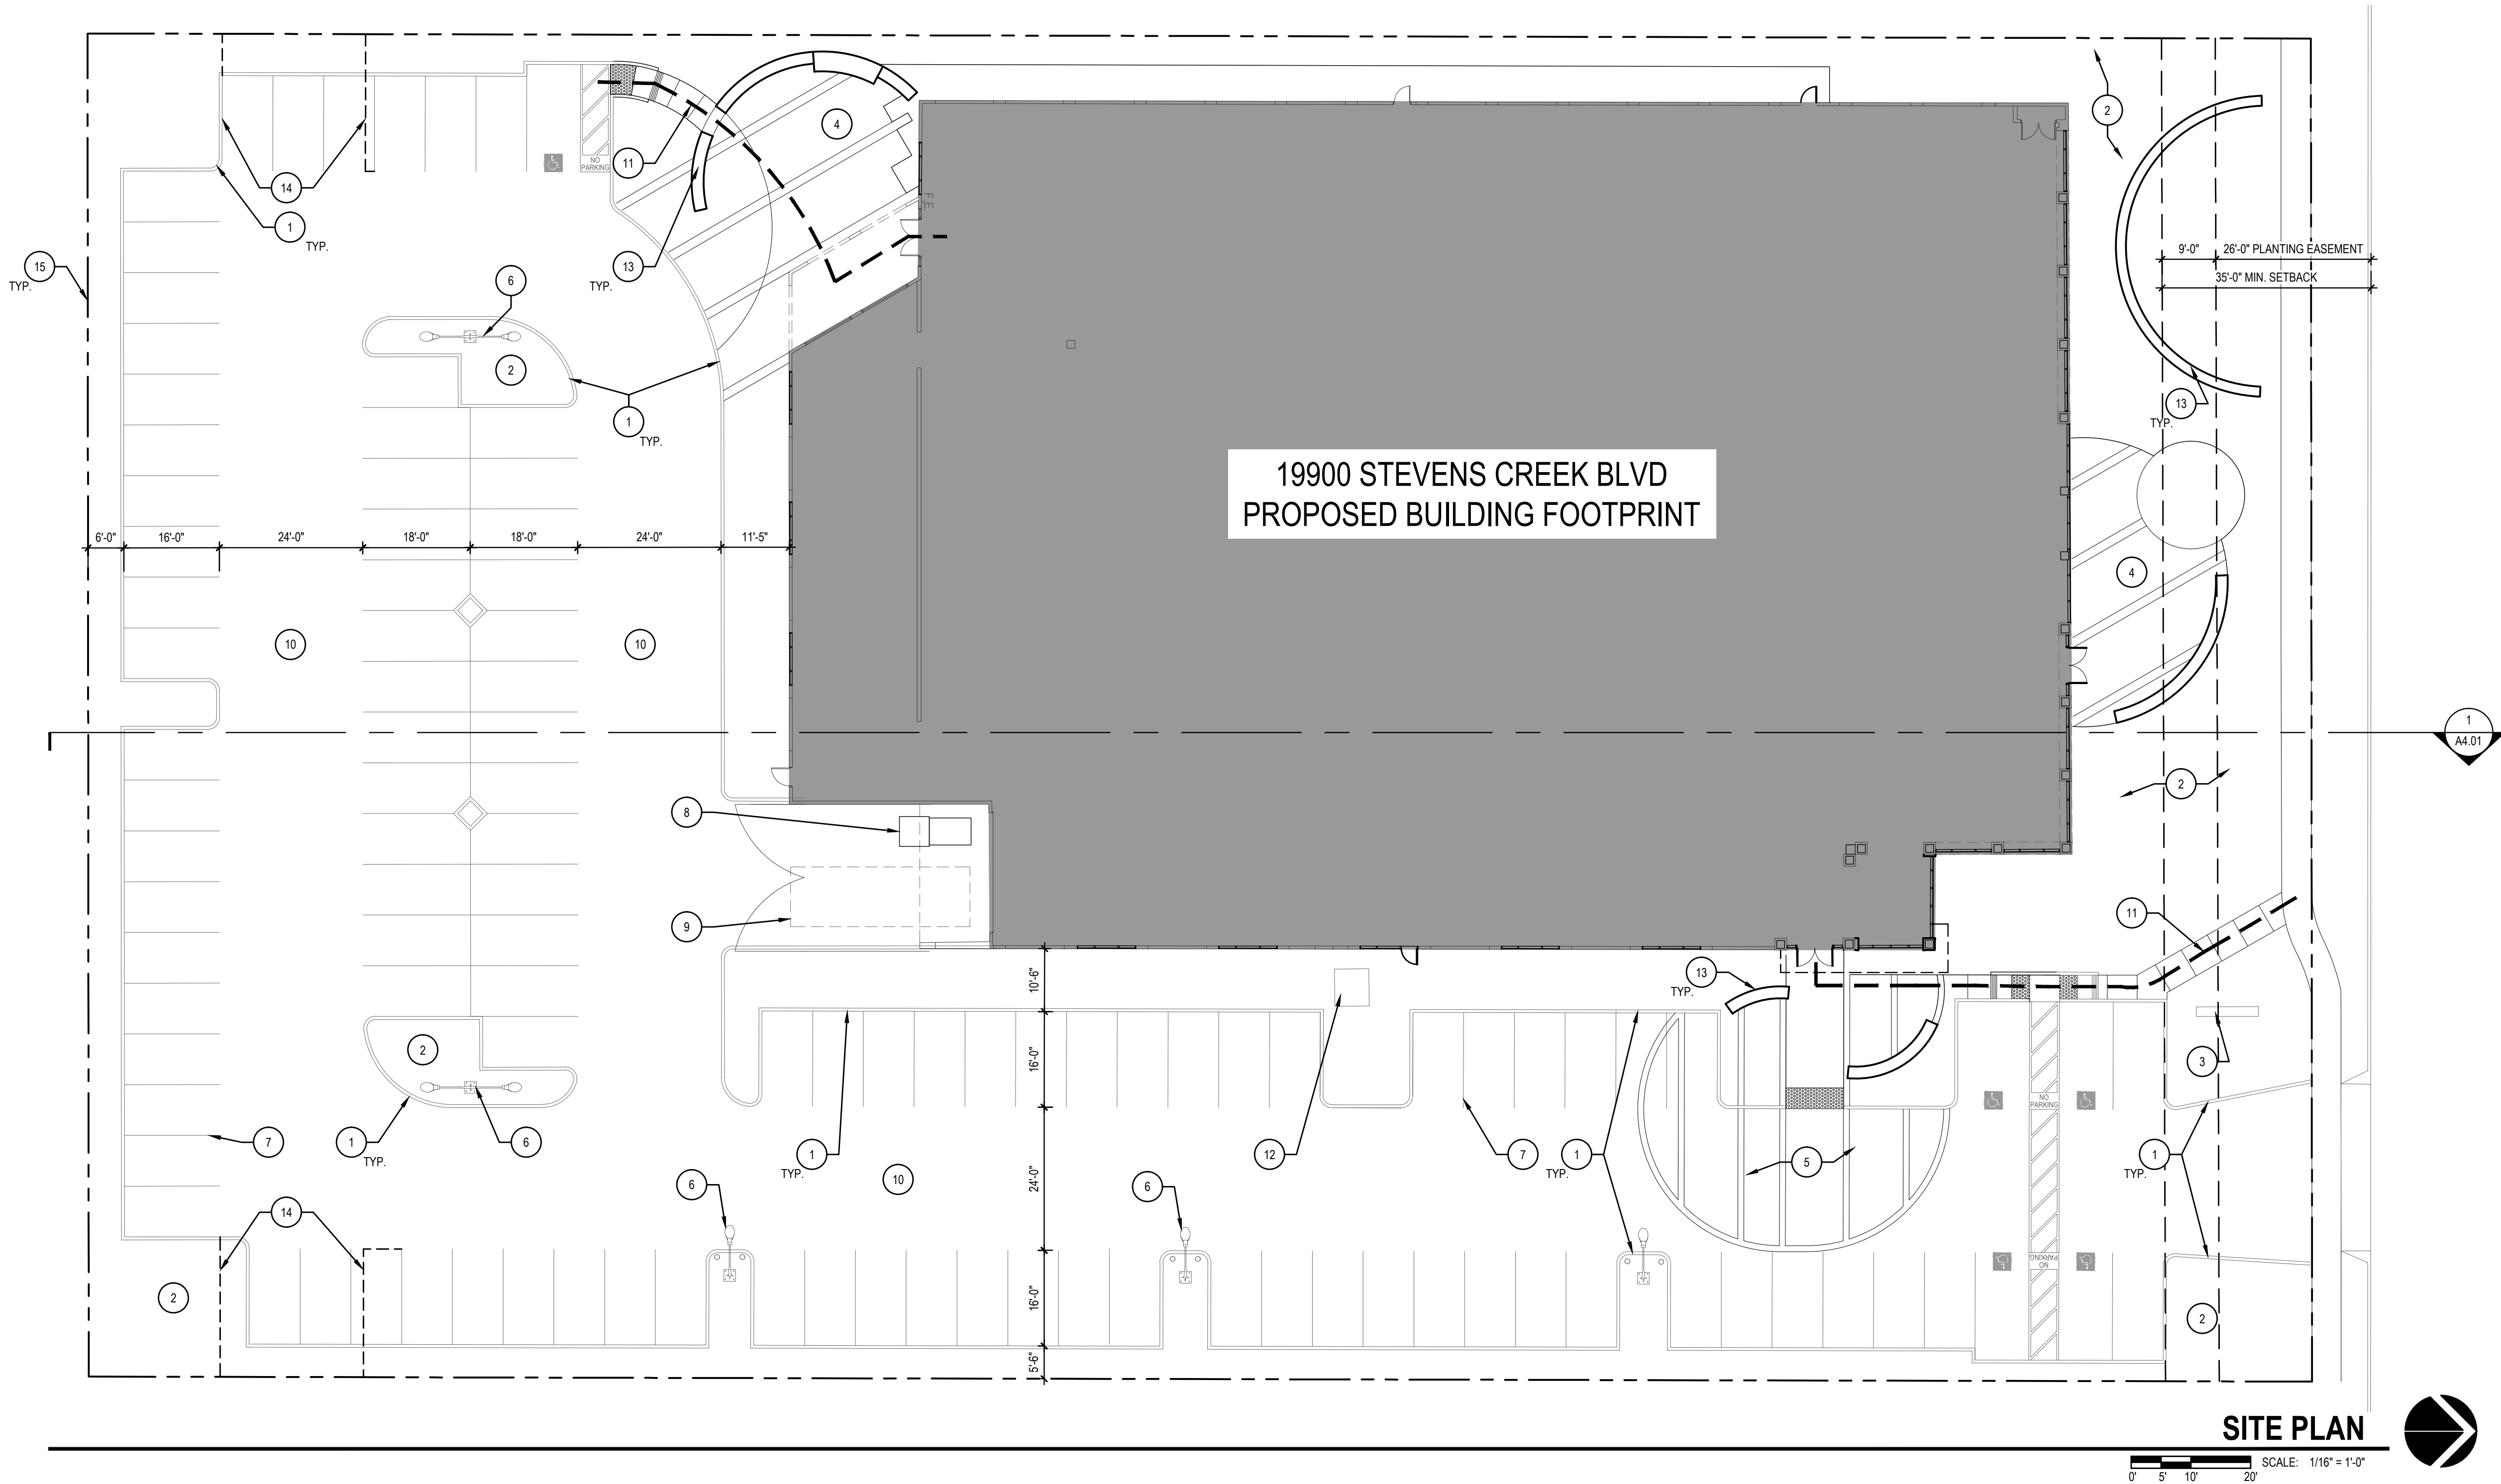 2
4
NO
PARKING
11
14
1
TYP.
15
TYP.
13
TYP.
FE
9'-0"
26'-0" PLANTING EASEMENT
35'-0" MIN. SETBACK
6
2
1
TYP.
13
TYP.
19900 STEVENS CREEK BLVD
PROPOSED BUILDING FOOTPRINT
6'-0"
16'-0"
24'-0"
18'-0"
18'-0"
24'-0"
11'-5"
4
10
10
1
A4.01
2
8
9
11
10'-6"
13
TYP.
2
16'-0"
3
NO
PARKING
7
1
TYP.
6
1
TYP.
12
7
1
TYP.
5
1
TYP.
10
24'-0"
6
6
14
NO
PARKING
2
16'-0"
2
5'-6"
SITE PLAN
SCALE: 1/16" = 1'-0"
0' 5' 10' 20'